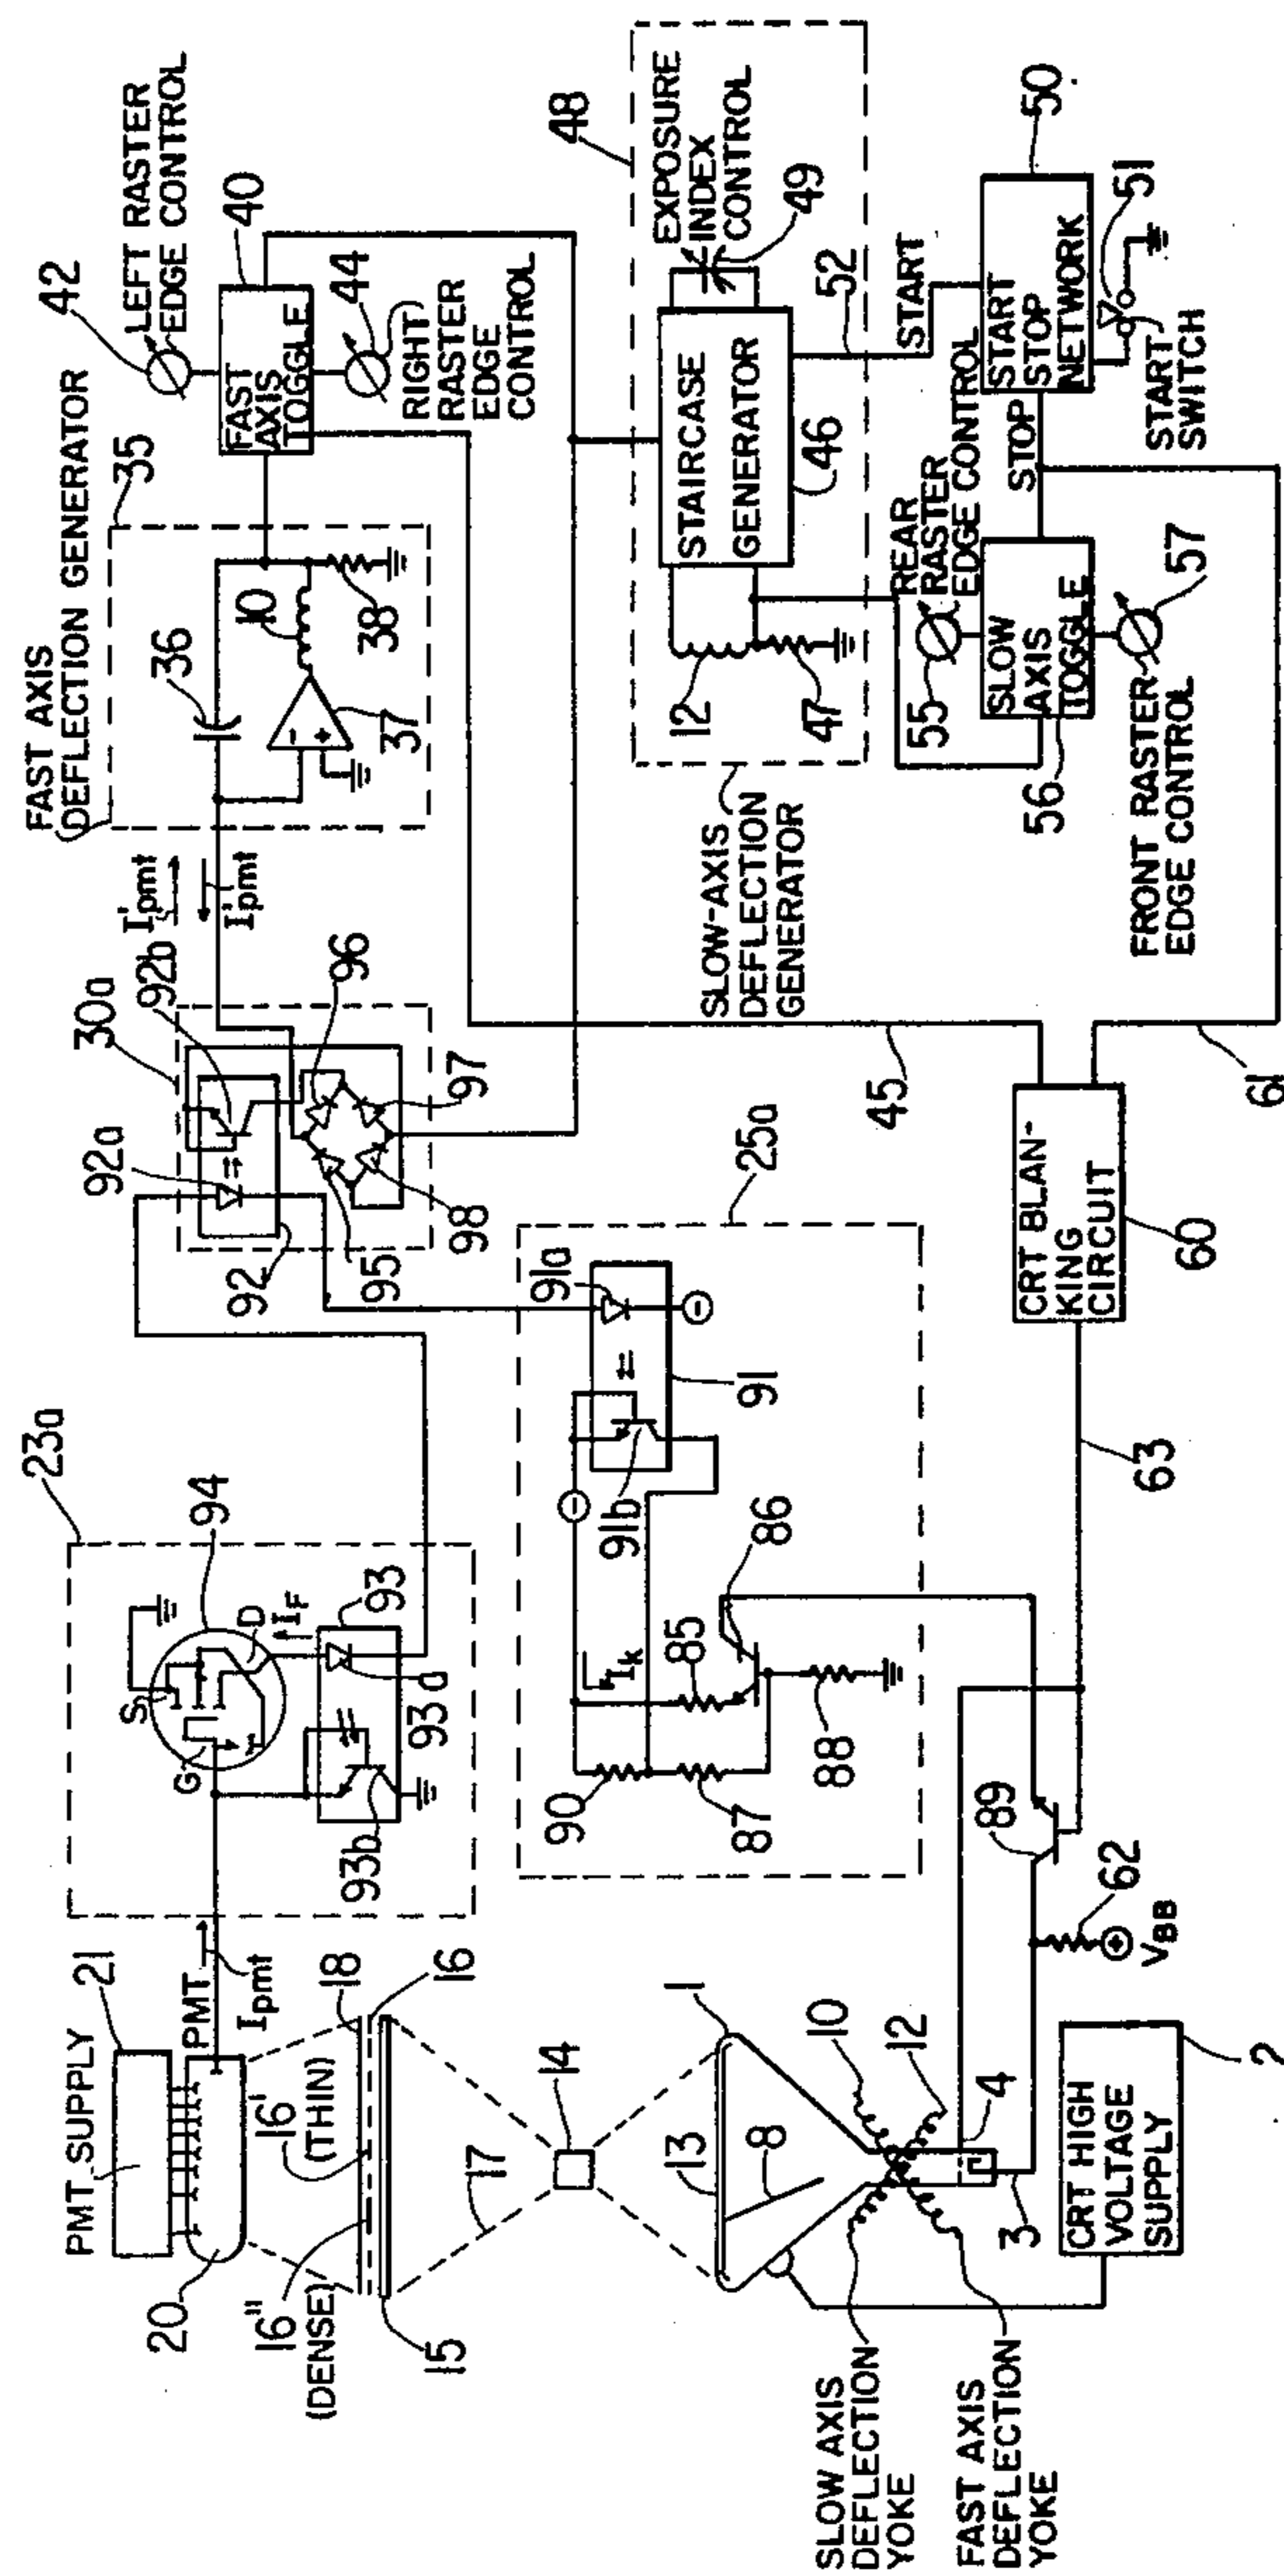 FAST AXIS
DEFLECTION GENERATOR
35
36
10
37
38
42
LEFT RASTER
EDGE CONTROL
40
FAST
AXIS
TOGGLE
44
RIGHT
RASTER
EDGE
CONTROL
48
EXPOSURE
INDEX
CONTROL
49
STAIRCASE
GENERATOR
46
12
47
52
START
50
START
STOP
NETWORK
51
START
SWITCH
STOP
REAR
RASTER
EDGE CONTROL
55
SLOW
AXIS
TOGGLE
56
57
FRONT RASTER
EDGE CONTROL
SLOW-AXIS
DEFLECTION
GENERATOR
I'pmt
I'pmt
30a
92b
92a
92
95
96
97
98
45
61
CRT BLAN-
KING
CIRCUIT
60
63
23a
94
S
G
D
IF
93
93a
93b
25a
91a
91
91b
Ik
86
85
90
87
88
89
62
+
VBB
PMT SUPPLY
21
PMT
Ipmt
20
16"
(DENSE)
16'
(THIN)
18
16
15
17
14
13
8
1
10
12
4
3
SLOW AXIS
DEFLECTION
YOKE
FAST AXIS
DEFLECTION
YOKE
CRT HIGH
VOLTAGE
SUPPLY
2